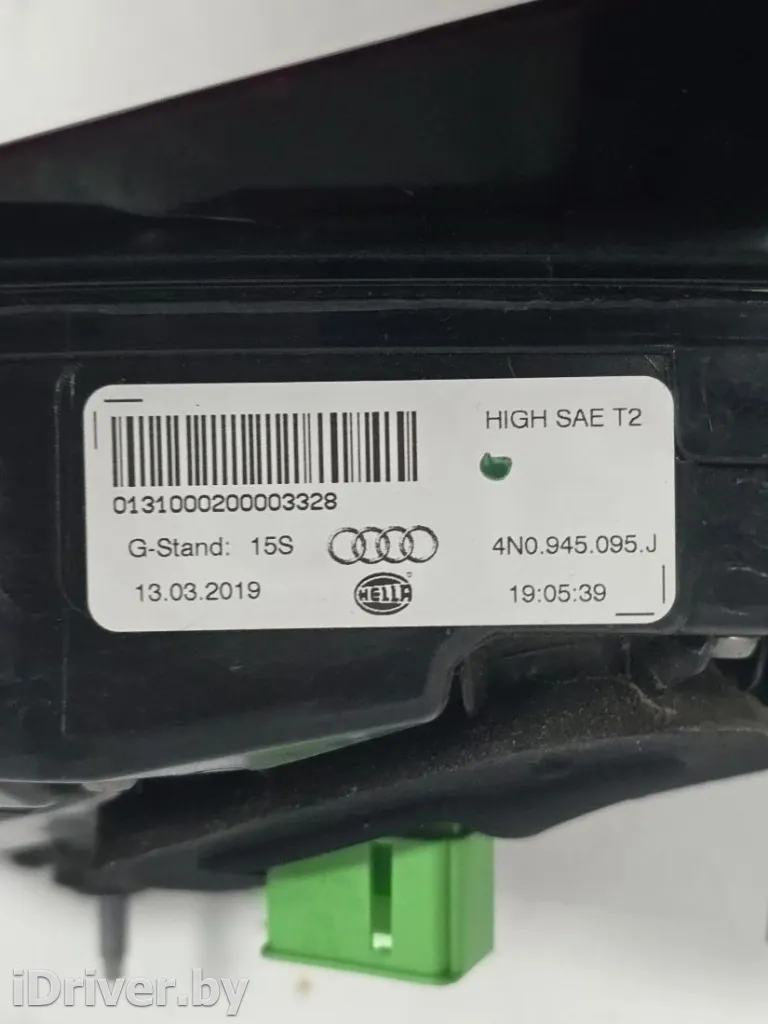 HIGH SAE T2
0131000200003328
G-Stand: 15S 4N0.945.095.J
13.03.2019 HELLA 19:05:39
iDriver.by